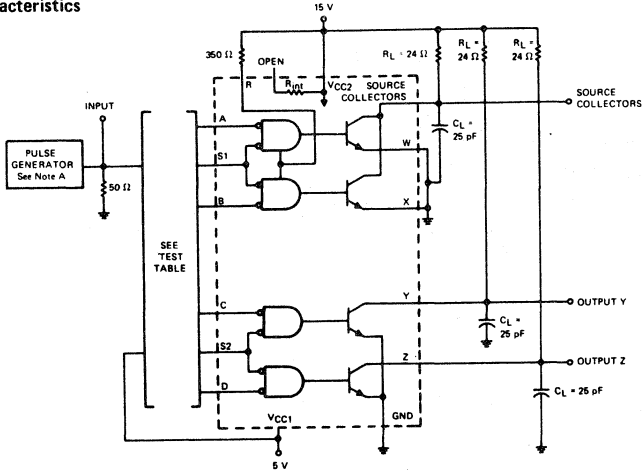 acteristics
15 V
350 Ω
OPEN
R
Rint
VCC2
SOURCE
COLLECTORS
RL = 24 Ω
RL =
24 Ω
RL =
24 Ω
SOURCE
COLLECTORS
INPUT
PULSE
GENERATOR
See Note A
50 Ω
A
S1
B
W
X
CL =
25 pF
SEE
TEST
TABLE
C
S2
D
Y
Z
OUTPUT Y
CL =
25 pF
OUTPUT Z
CL = 25 pF
VCC1
GND
5 V